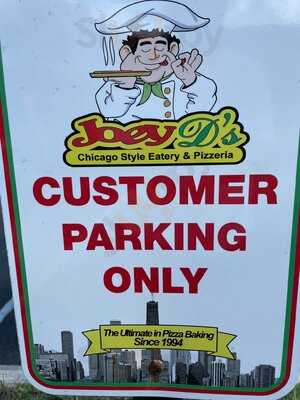 Joey D's
Chicago Style Eatery & Pizzeria
CUSTOMER
PARKING
ONLY
The Ultimate in Pizza Baking
Since 1994